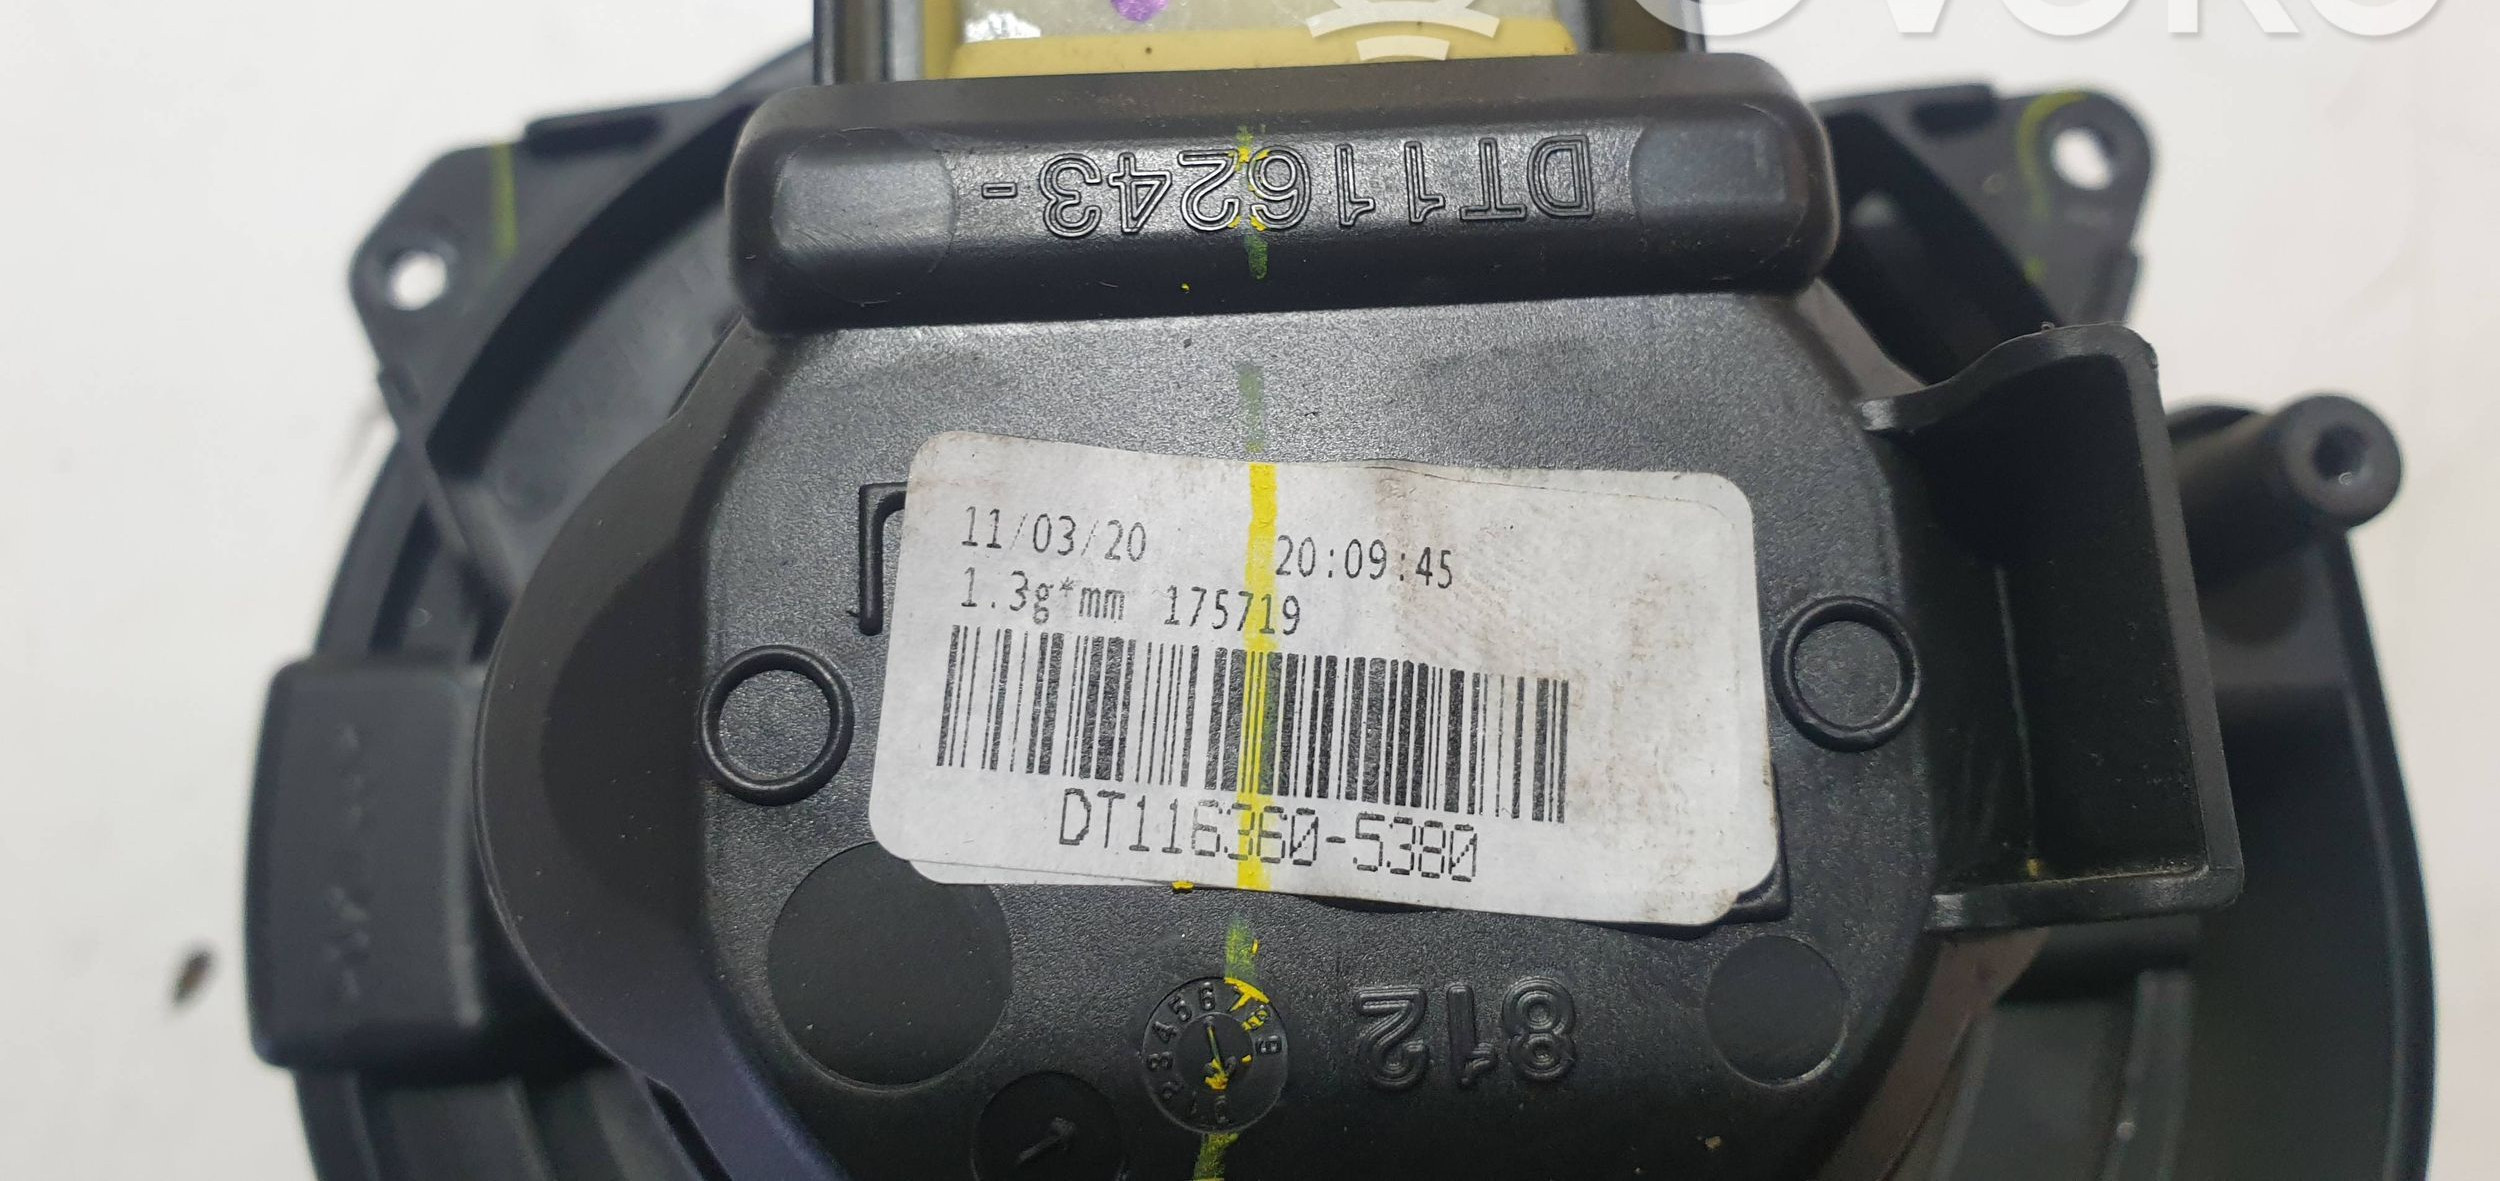 DT116243-
11/03/20 20:09:45
1.3g*mm 175719
DT116360-5380
812